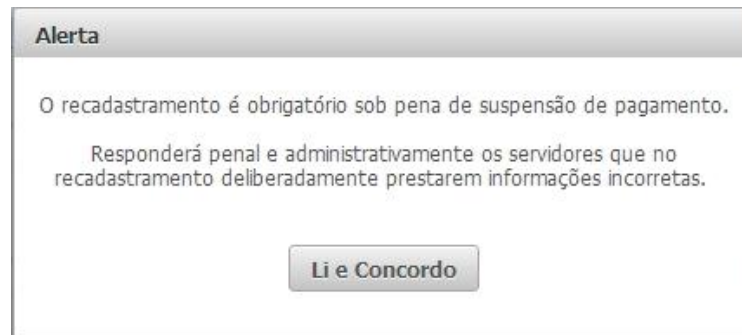 Alerta
O recadastramento é obrigatório sob pena de suspensão de pagamento.
Responderá penal e administrativamente os servidores que no
recadastramento deliberadamente prestarem informações incorretas.
Li e Concordo